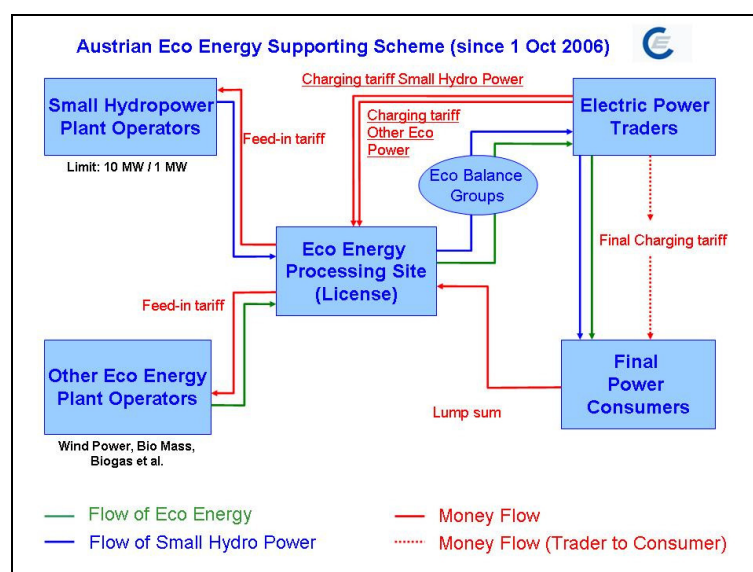 Austrian Eco Energy Supporting Scheme (since 1 Oct 2006)
CE
Small Hydropower
Plant Operators
Limit: 10 MW / 1 MW
Feed-in tariff
Charging tariff Small Hydro Power
Charging tariff
Other Eco
Power
Electric Power
Traders
Eco Balance
Groups
Eco Energy
Processing Site
(License)
Final Charging tariff
Feed-in tariff
Other Eco Energy
Plant Operators
Wind Power, Bio Mass,
Biogas et al.
Lump sum
Final
Power
Consumers
Flow of Eco Energy
Flow of Small Hydro Power
Money Flow
Money Flow (Trader to Consumer)